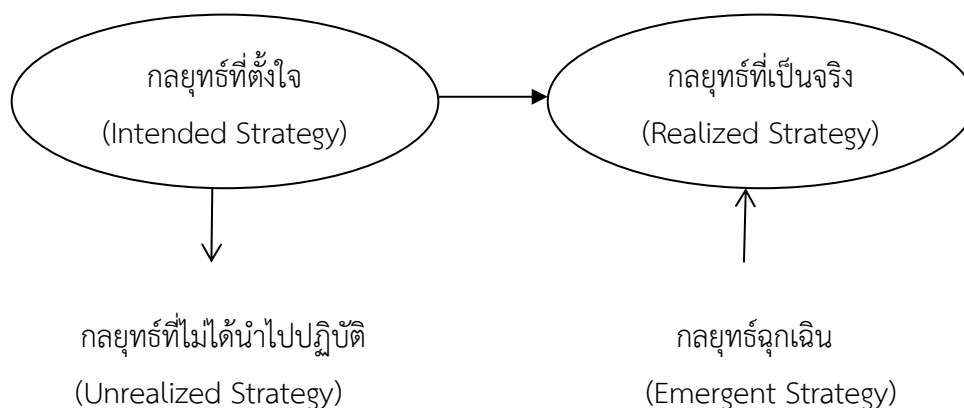 กลยุทธ์ที่ตั้งใจ
(Intended Strategy)
กลยุทธ์ที่เป็นจริง
(Realized Strategy)
กลยุทธ์ที่ไม่ได้นำไปปฏิบัติ
(Unrealized Strategy)
กลยุทธ์ฉุกเฉิน
(Emergent Strategy)